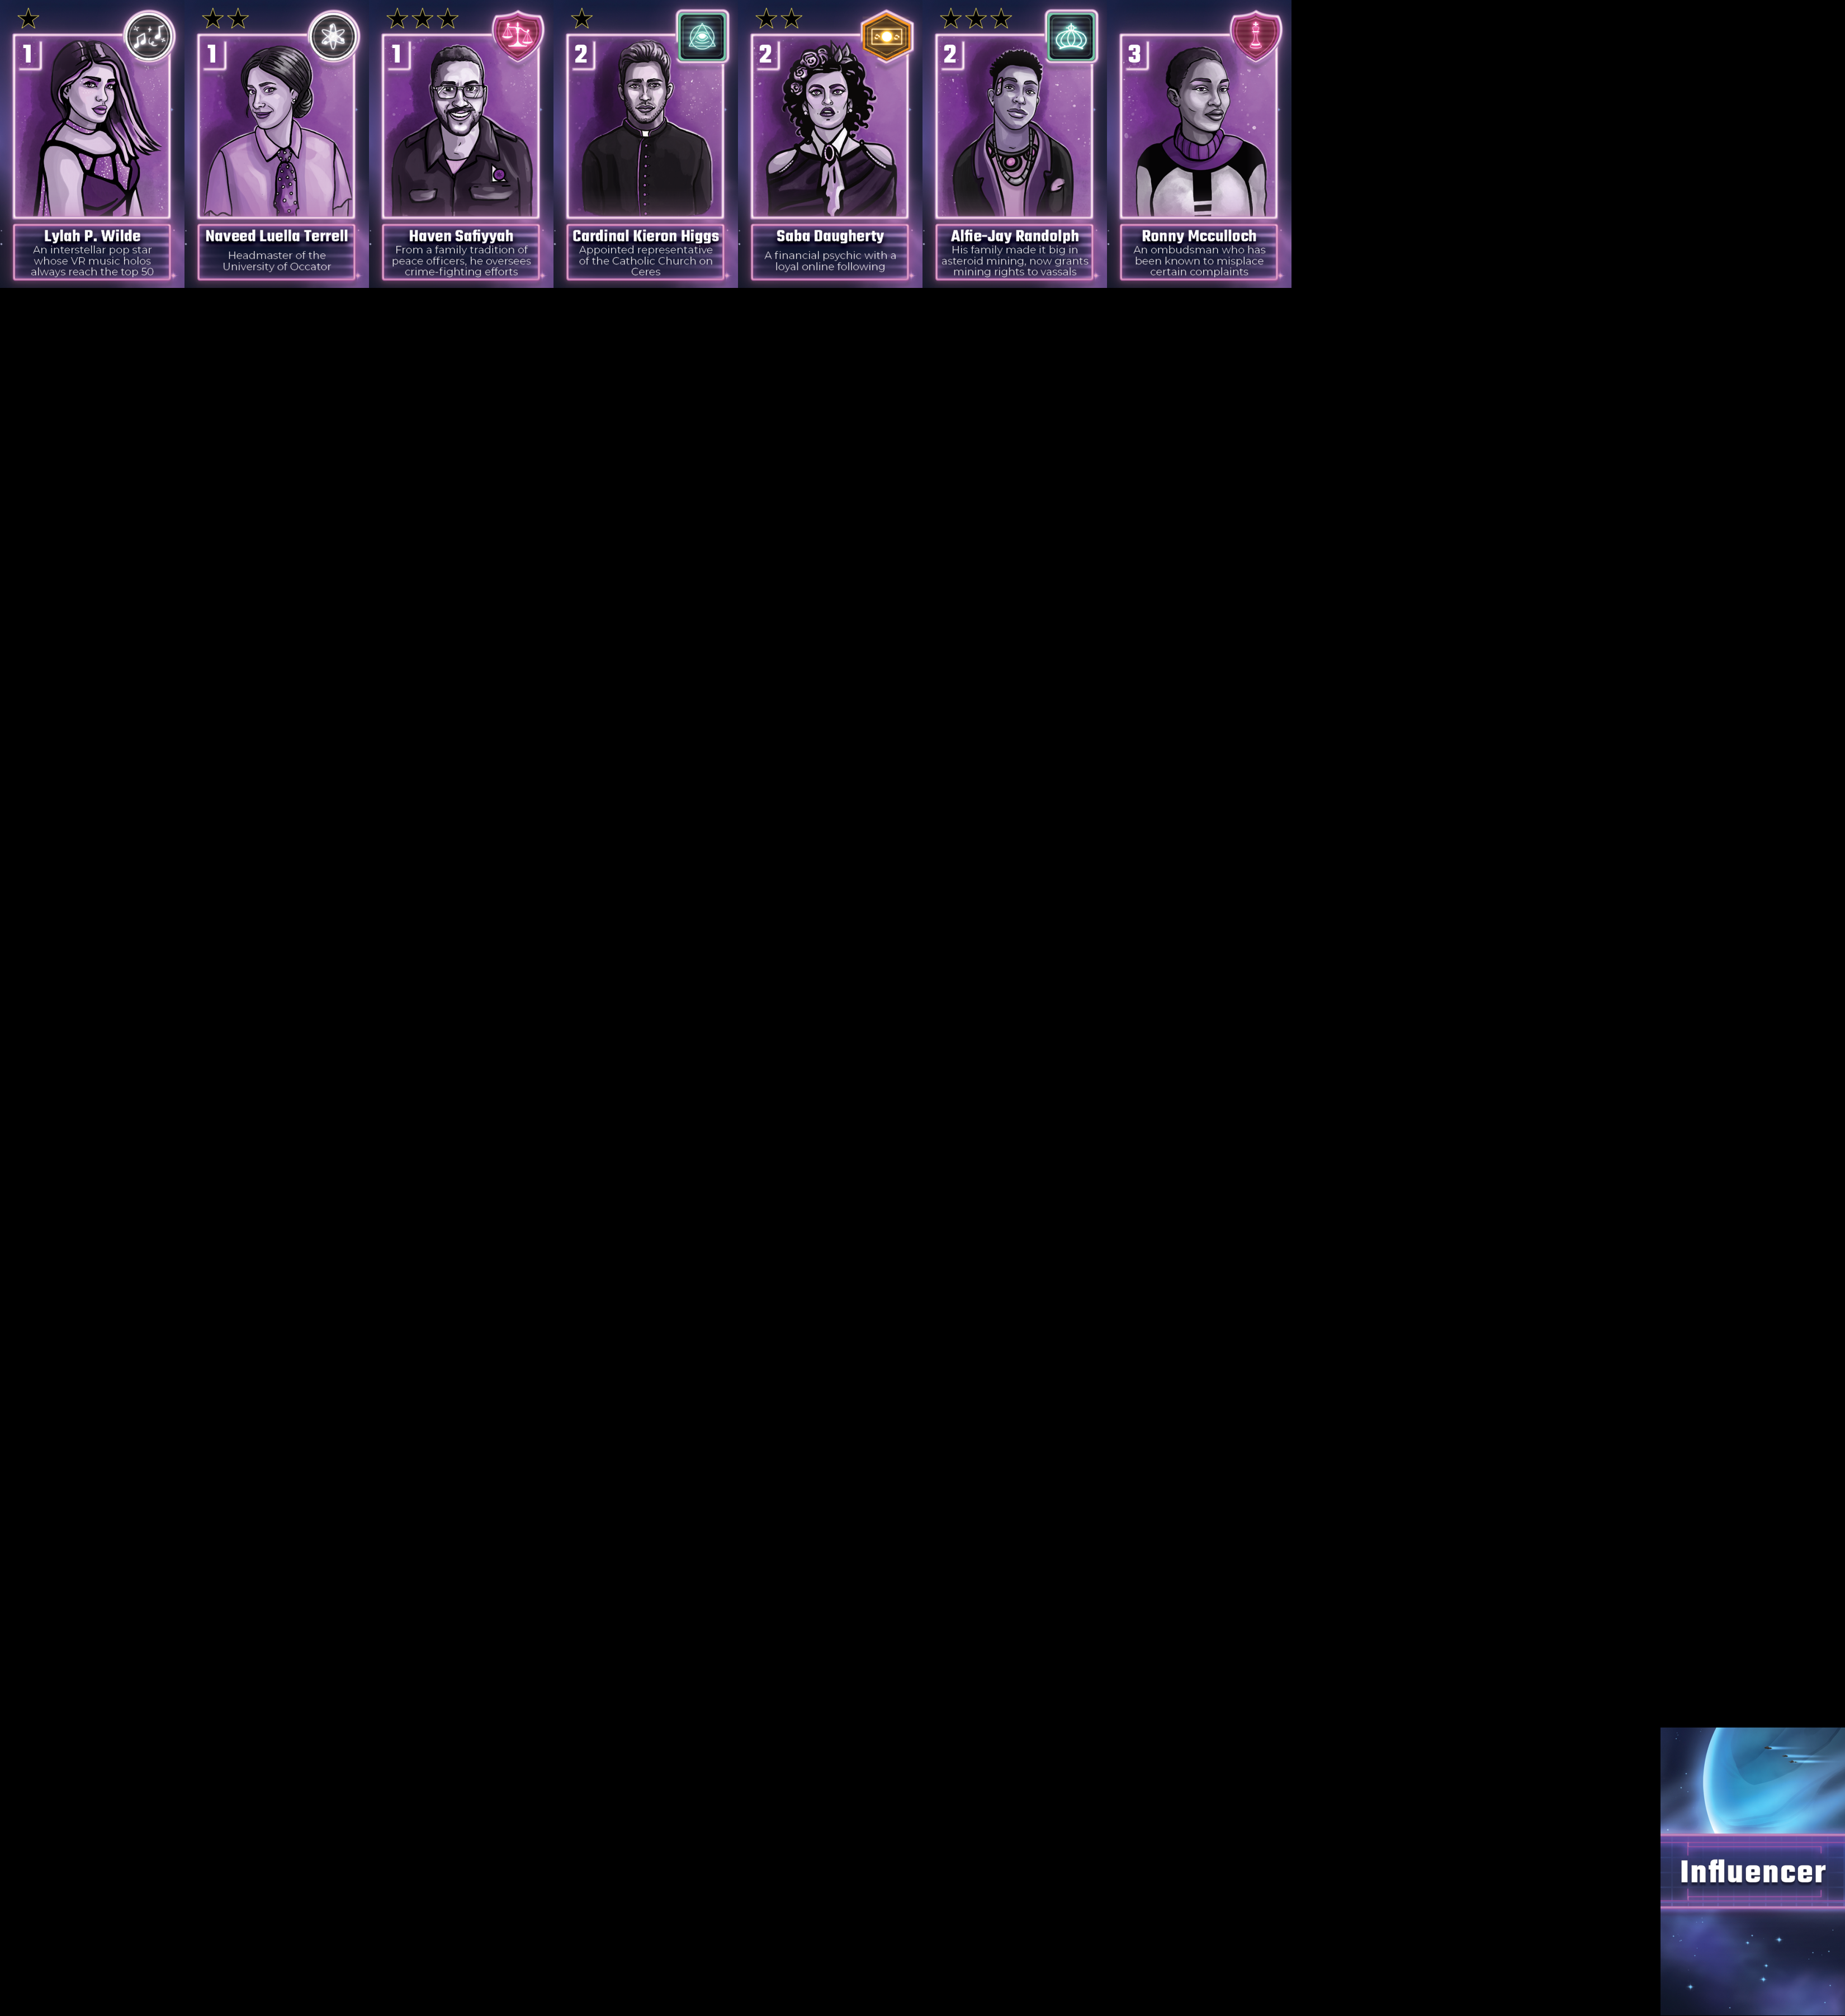 1
Lylah P. Wilde
An interstellar pop star
whose VR music holos
always reach the top 50
1
Naveed Luella Terrell
Headmaster of the
University of Occator
1
Haven Safiyyah
From a family tradition of
peace officers, he oversees
crime-fighting efforts
2
Cardinal Kieron Higgs
Appointed representative
of the Catholic Church on
Ceres
2
Saba Daugherty
A financial psychic with a
loyal online following
2
Alfie-Jay Randolph
His family made it big in
asteroid mining, now grants
mining rights to vassals
3
Ronny Mcculloch
An ombudsman who has
been known to misplace
certain complaints
Influencer